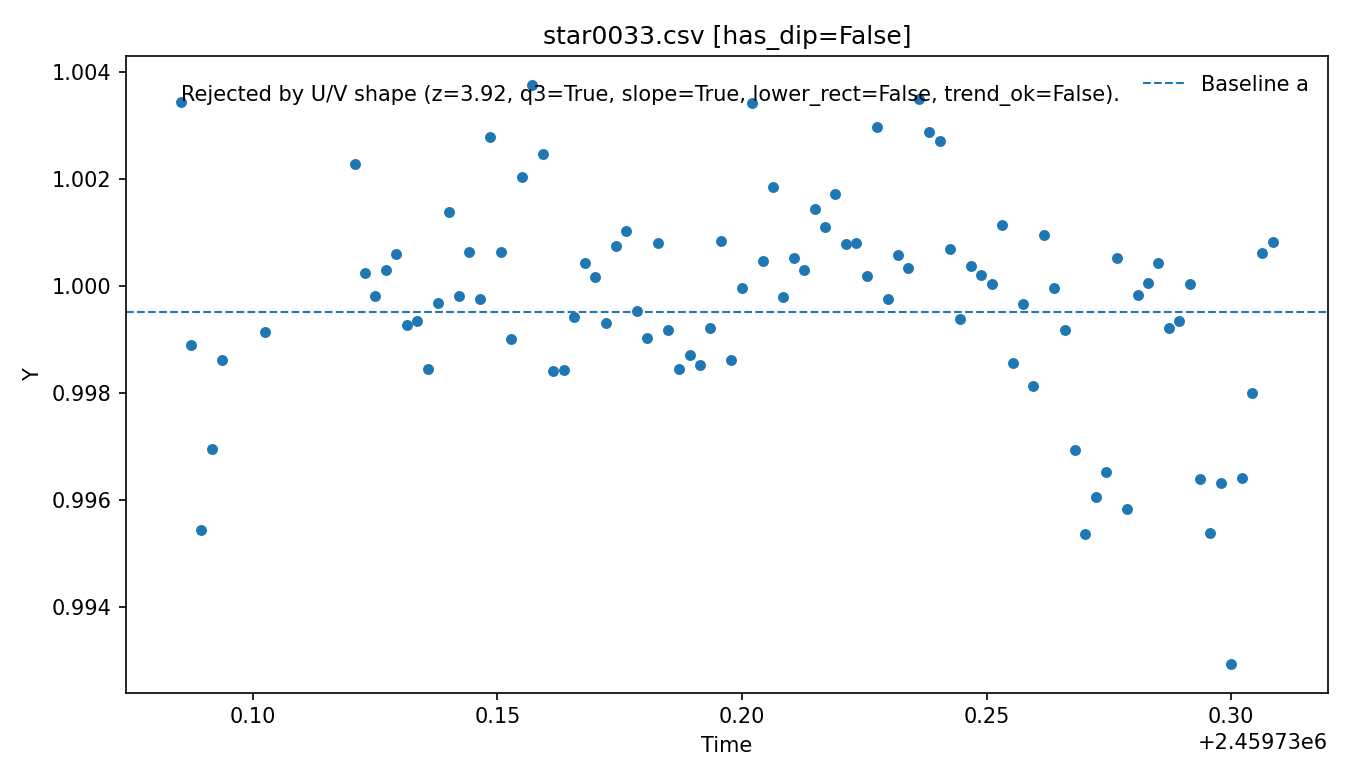 star0033.csv [has_dip=False]
Rejected by U/V shape (z=3.92, q3=True, slope=True, lower_rect=False, trend_ok=False).
Baseline a
1.004
1.002
1.000
0.998
0.996
0.994
Y
0.10 0.15 0.20 0.25 0.30
+2.45973e6
Time